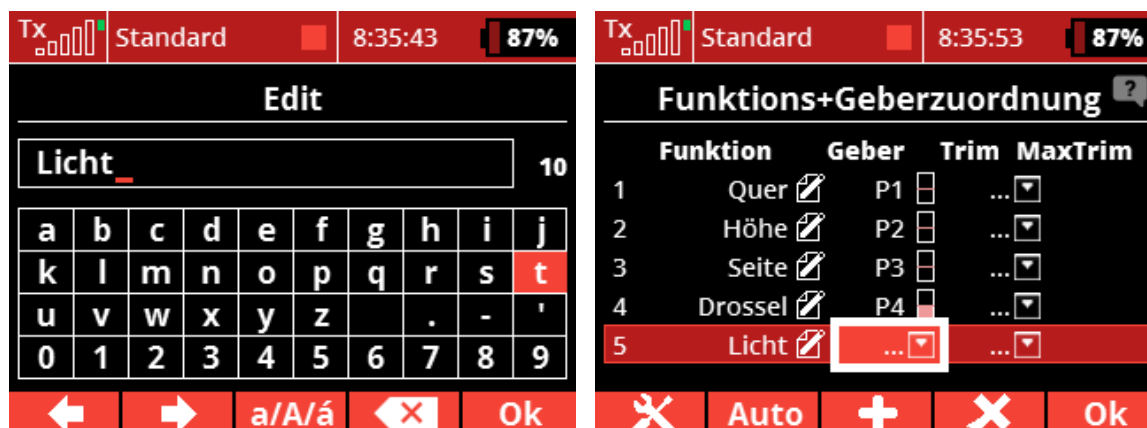 Tx Standard 8:35:43 87%
Edit
Licht_ 10
a b c d e f g h i j
k l m n o p q r s t
u v w x y z . - '
0 1 2 3 4 5 6 7 8 9
a/A/á Ok
Tx Standard 8:35:53 87%
Funktions+Geberzuordnung ?
Funktion Geber Trim MaxTrim
1 Quer P1 ...
2 Höhe P2 ...
3 Seite P3 ...
4 Drossel P4 ...
5 Licht ... ...
Auto Ok